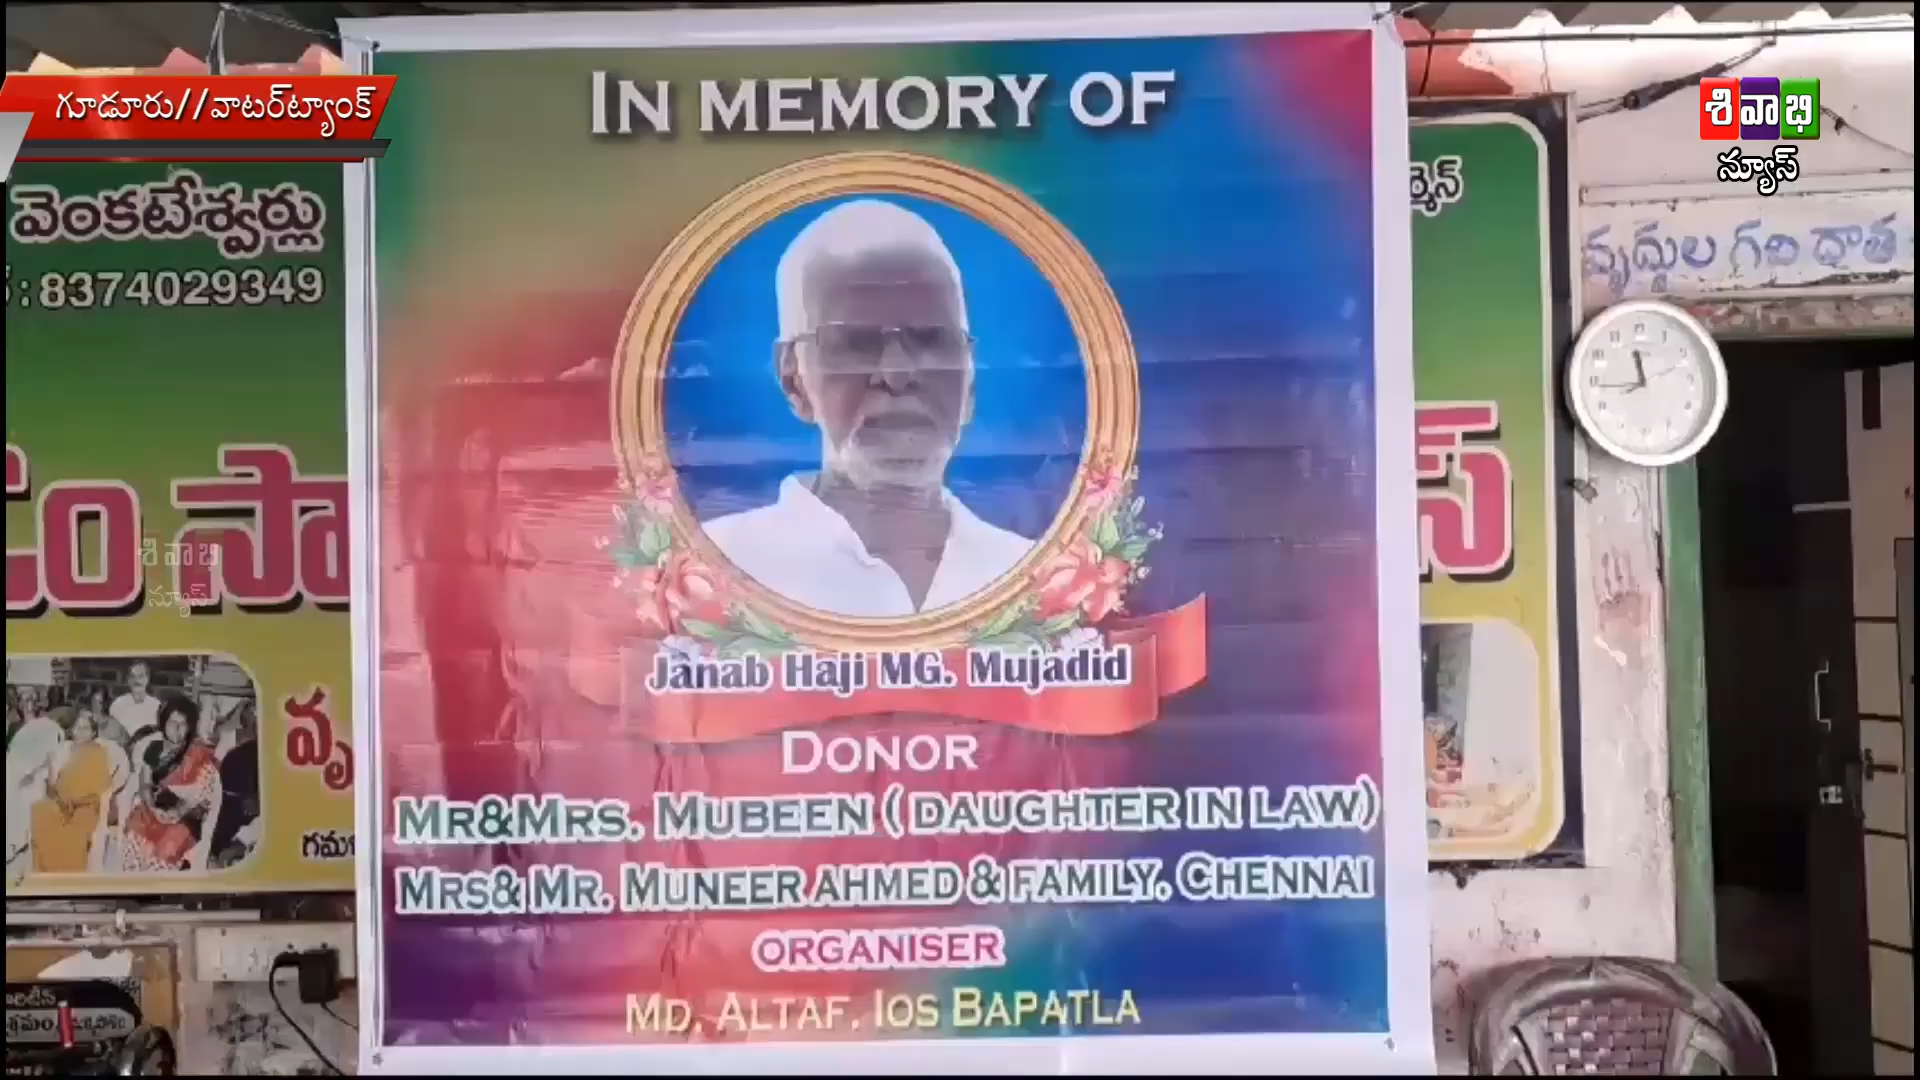 గూడూరు//వాటర్‌ట్యాంక్
శివాభి
న్యూస్
IN MEMORY OF
వెంకటేశ్వర్లు
: 8374029349
వృద్ధుల గది దాత
శివాభి
న్యూస్
Janab Haji MG. Mujadid
DONOR
MR&MRS. MUBEEN ( DAUGHTER IN LAW)
MRS& MR. MUNEER AHMED & FAMILY. CHENNAI
ORGANISER
MD. ALTAF. IOS BAPATLA